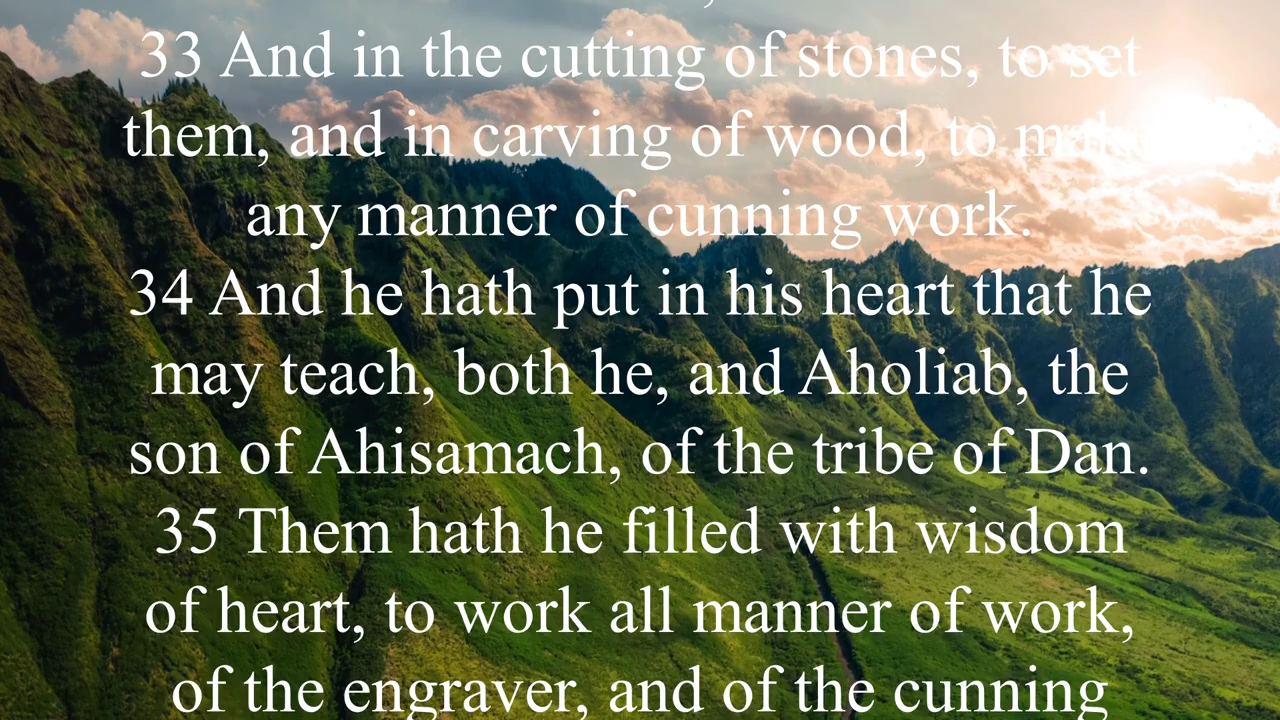 33 And in the cutting of stones, to set
them, and in carving of wood, to make
any manner of cunning work.
34 And he hath put in his heart that he
may teach, both he, and Aholiab, the
son of Ahisamach, of the tribe of Dan.
35 Them hath he filled with wisdom
of heart, to work all manner of work,
of the engraver, and of the cunning